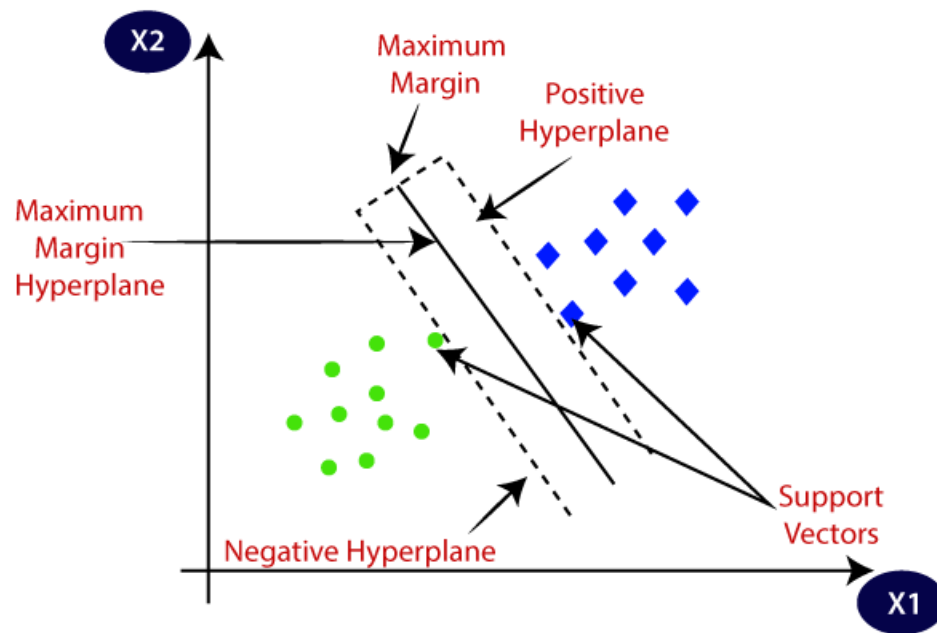 X2
Maximum
Margin
Positive
Hyperplane
Maximum
Margin
Hyperplane
Support
Vectors
Negative Hyperplane
X1